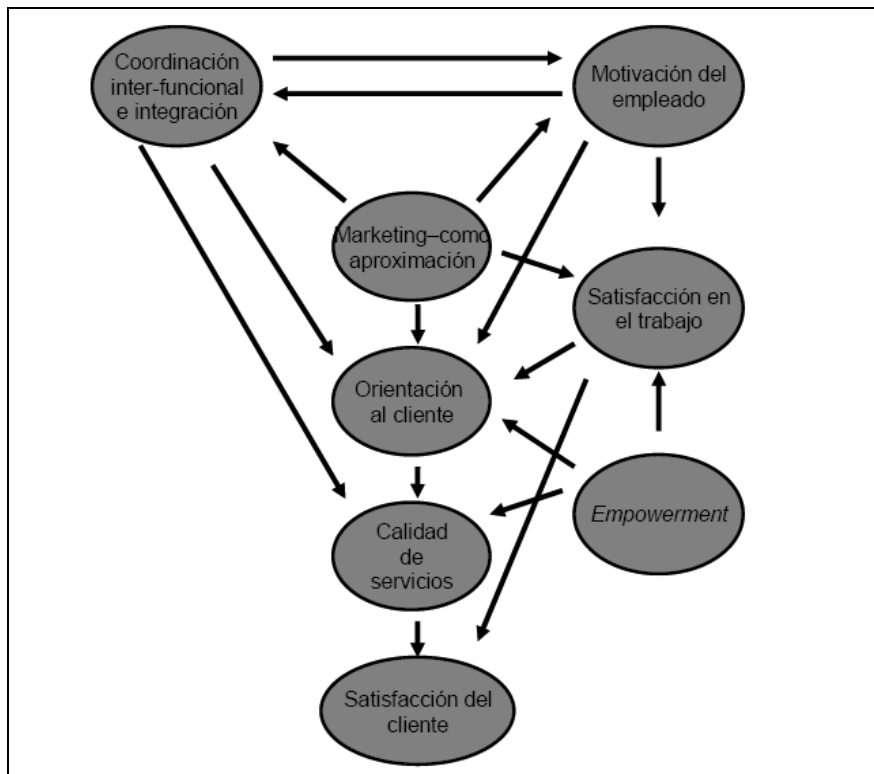 Coordinación
inter-funcional
e integración
Motivación del
empleado
Marketing–como
aproximación
Satisfacción en
el trabajo
Orientación
al cliente
Empowerment
Calidad
de
servicios
Satisfacción del
cliente